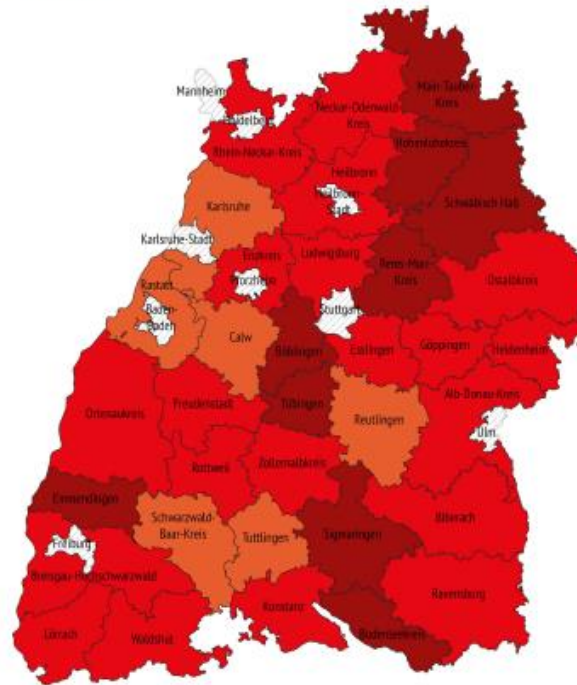 Main-Tauber-
Kreis
Mannheim
Neckar-Odenwald-
Kreis
Heidelberg
Hohenlohekreis
Rhein-Neckar-Kreis
Heilbronn
Heilbronn-
Stadt
Schwäbisch Hall
Karlsruhe
Karlsruhe-Stadt
Enzkreis
Ludwigsburg
Rems-Murr-
Kreis
Ostalbkreis
Rastatt
Pforzheim
Baden-
Baden
Stuttgart
Calw
Böblingen
Esslingen
Göppingen
Heidenheim
Tübingen
Alb-Donau-Kreis
Ortenaukreis
Freudenstadt
Reutlingen
Ulm
Rottweil
Zollernalbkreis
Emmendingen
Schwarzwald-
Baar-Kreis
Tuttlingen
Sigmaringen
Biberach
Freiburg
Breisgau-Hochschwarzwald
Ravensburg
Konstanz
Lörrach
Waldshut
Bodenseekreis